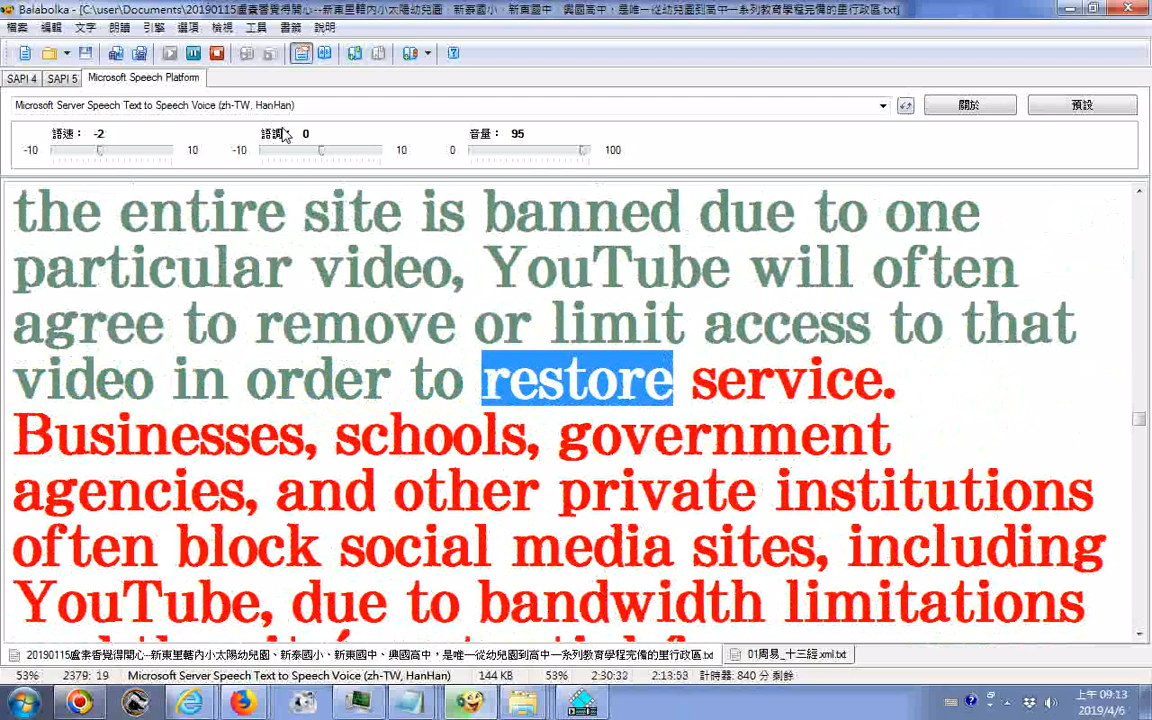 Balabolka - [C:\user\Documents\20190115盧素香覺得開心--新東里轄內小太陽幼兒園、新泰國小、新東國中、興國高中，是唯一從幼兒園到高中一系列教育學程完備的里行政區.txt]
檔案 編輯 文字 朗讀 引擎 選項 檢視 工具 書籤 說明
SAPI 4 SAPI 5 Microsoft Speech Platform
Microsoft Server Speech Text to Speech Voice (zh-TW, HanHan) 關於 預設
語速： -2 語調： 0 音量： 95
-10 10 -10 10 0 100
the entire site is banned due to one
particular video, YouTube will often
agree to remove or limit access to that
video in order to restore service.
Businesses, schools, government
agencies, and other private institutions
often block social media sites, including
YouTube, due to bandwidth limitations
20190115盧素香覺得開心--新東里轄內小太陽幼兒園、新泰國小、新東國中、興國高中，是唯一從幼兒園到高中一系列教育學程完備的里行政區.txt 01周易_十三經.xml.txt
53% 2379: 19 Microsoft Server Speech Text to Speech Voice (zh-TW, HanHan) 144 KB 53% 2:30:32 2:13:53 計時器: 840 分 剩餘
上午 09:13
2019/4/6